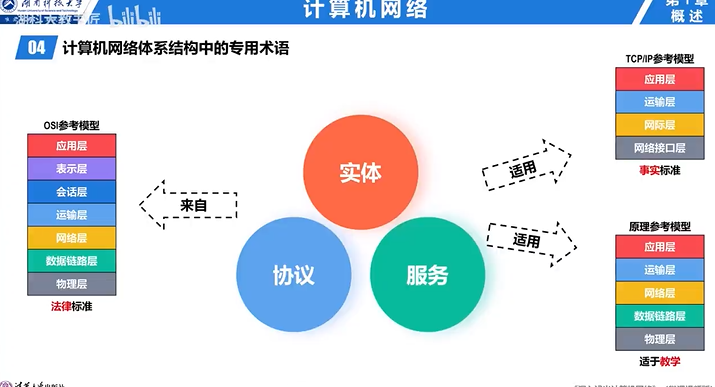 湖南科技大学
湖科大教书匠 bilibili
计算机网络
第1章
概述
04 计算机网络体系结构中的专用术语
OSI参考模型
应用层
表示层
会话层
运输层
网络层
数据链路层
物理层
法律标准
来自
实体
协议
服务
适用
适用
TCP/IP参考模型
应用层
运输层
网际层
网络接口层
事实标准
原理参考模型
应用层
运输层
网络层
数据链路层
物理层
适于教学
清华大学出版社